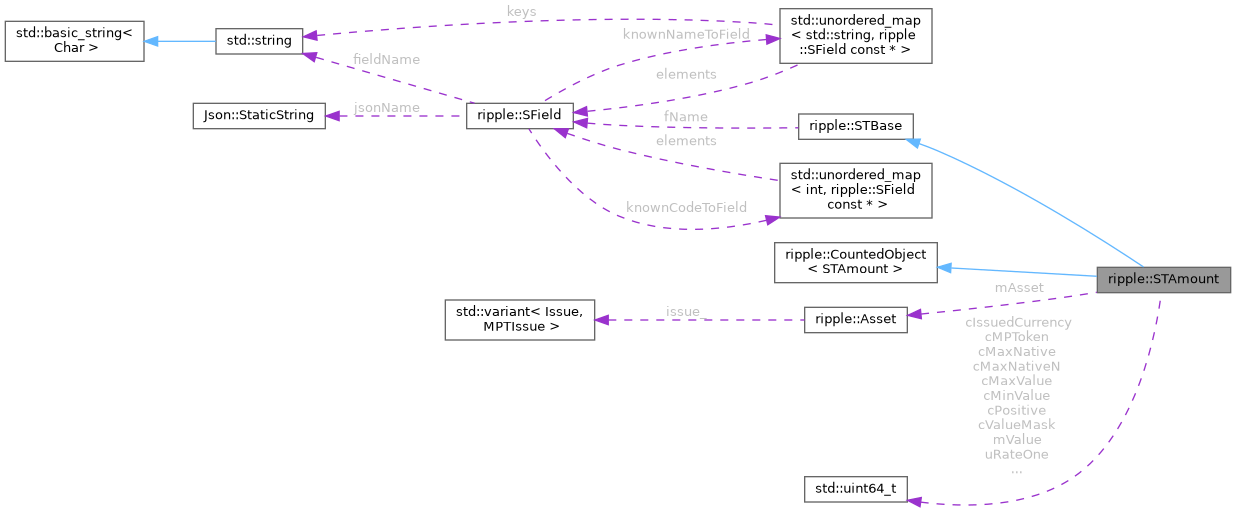 std::basic_string<
Char >
std::string
keys
std::unordered_map
< std::string, ripple
::SField const * >
knownNameToField
fieldName
elements
Json::StaticString
jsonName
ripple::SField
fName
ripple::STBase
elements
std::unordered_map
< int, ripple::SField
const * >
knownCodeToField
ripple::CountedObject
< STAmount >
ripple::STAmount
mAsset
std::variant< Issue,
MPTIssue >
issue_
ripple::Asset
cIssuedCurrency
cMPToken
cMaxNative
cMaxNativeN
cMaxValue
cMinValue
cPositive
cValueMask
mValue
uRateOne
...
std::uint64_t